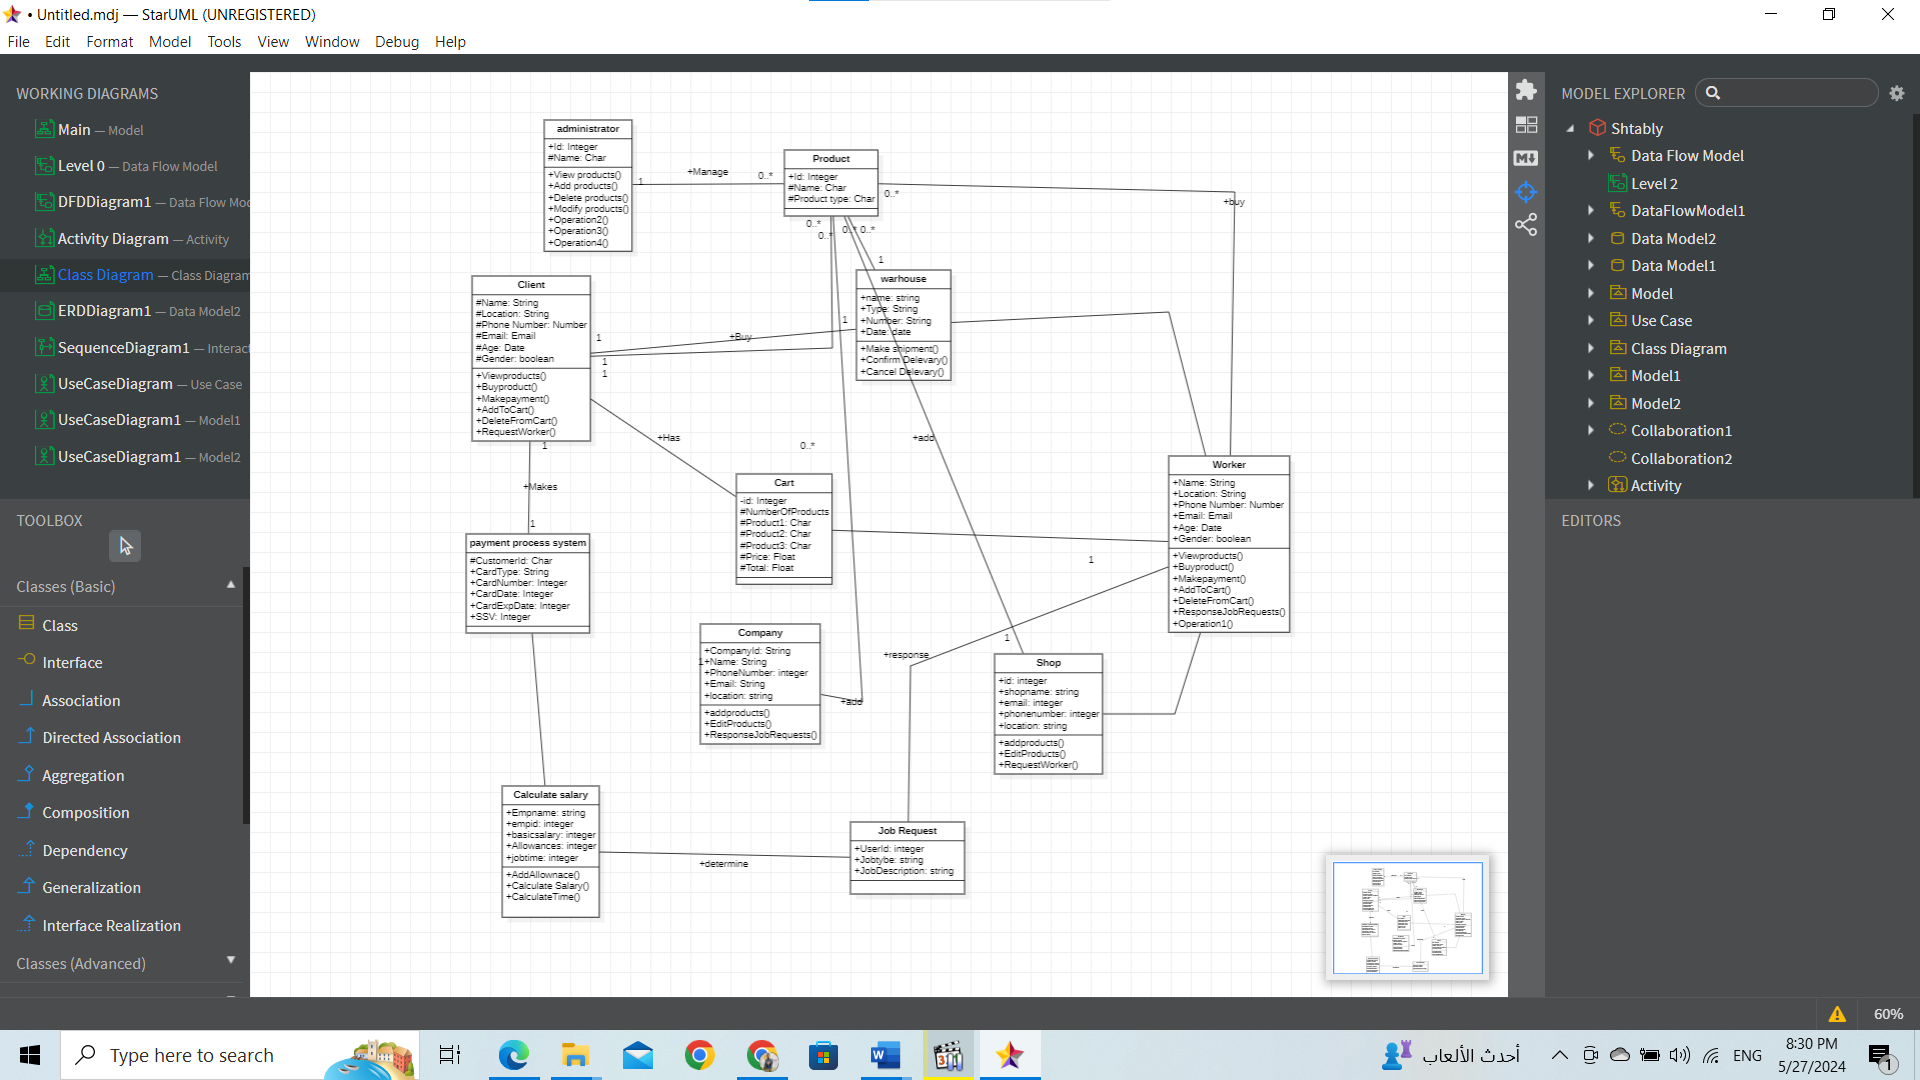 • Untitled.mdj — StarUML (UNREGISTERED)
File Edit Format Model Tools View Window Debug Help
WORKING DIAGRAMS
Main — Model
Level 0 — Data Flow Model
DFDDiagram1 — Data Flow Mod
Activity Diagram — Activity
Class Diagram — Class Diagram
ERDDiagram1 — Data Model2
SequenceDiagram1 — Interact
UseCaseDiagram — Use Case
UseCaseDiagram1 — Model1
UseCaseDiagram1 — Model2
TOOLBOX
Classes (Basic)
Class
Interface
Association
Directed Association
Aggregation
Composition
Dependency
Generalization
Interface Realization
Classes (Advanced)
administrator
+Id: Integer
#Name: Char
+View products()
+Add products()
+Delete products()
+Modify products()
+Operation2()
+Operation3()
+Operation4()
1
+Manage
0..*
Product
+Id: Integer
#Name: Char
#Product type: Char
0..*
+buy
0..*
0..*
0..*
0..*
1
Client
#Name: String
#Location: String
#Phone Number: Number
#Email: Email
#Age: Date
#Gender: boolean
+Viewproducts()
+Buyproduct()
+Makepayment()
+AddToCart()
+DeleteFromCart()
+RequestWorker()
1
+Buy
1
1
1
warhouse
+name: string
+Type: String
+Number: String
+Date: date
+Make shipment()
+Confirm Delevary()
+Cancel Delevary()
+Has
0..*
+add
1
+Makes
1
Cart
-id: Integer
#NumberOfProducts
#Product1: Char
#Product2: Char
#Product3: Char
#Price: Float
#Total: Float
Worker
+Name: String
+Location: String
+Phone Number: Number
+Email: Email
+Age: Date
+Gender: boolean
+Viewproducts()
+Buyproduct()
+Makepayment()
+AddToCart()
+DeleteFromCart()
+ResponseJobRequests()
+Operation1()
payment process system
#CustomerId: Char
+CardType: String
+CardNumber: Integer
+CardDate: Integer
+CardExpDate: Integer
+SSV: Integer
1
1
+response
Company
+CompanyId: String
+Name: String
+PhoneNumber: integer
+Email: String
+location: string
+addproducts()
+EditProducts()
+ResponseJobRequests()
1
+add
Shop
+id: integer
+shopname: string
+email: integer
+phonenumber: integer
+location: string
+addproducts()
+EditProducts()
+RequestWorker()
Calculate salary
+Empname: string
+empid: integer
+basicsalary: integer
+Allowances: integer
+jobtime: integer
+AddAllownace()
+Calculate Salary()
+CalculateTime()
+determine
Job Request
+UserId: integer
+Jobtybe: string
+JobDescription: string
MODEL EXPLORER
Shtably
Data Flow Model
Level 2
DataFlowModel1
Data Model2
Data Model1
Model
Use Case
Class Diagram
Model1
Model2
Collaboration1
Collaboration2
Activity
EDITORS
60%
Type here to search
أحدث الألعاب
ENG
8:30 PM
5/27/2024
1